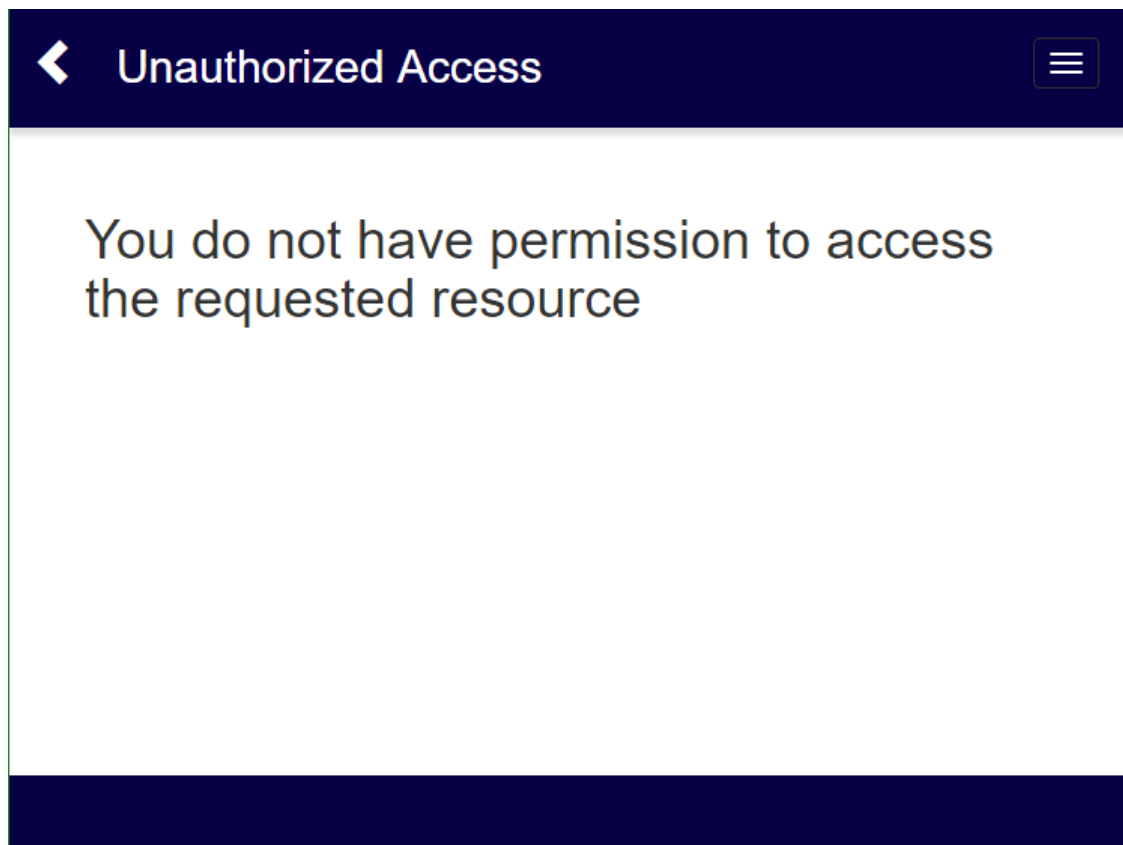 Unauthorized Access
You do not have permission to access
the requested resource